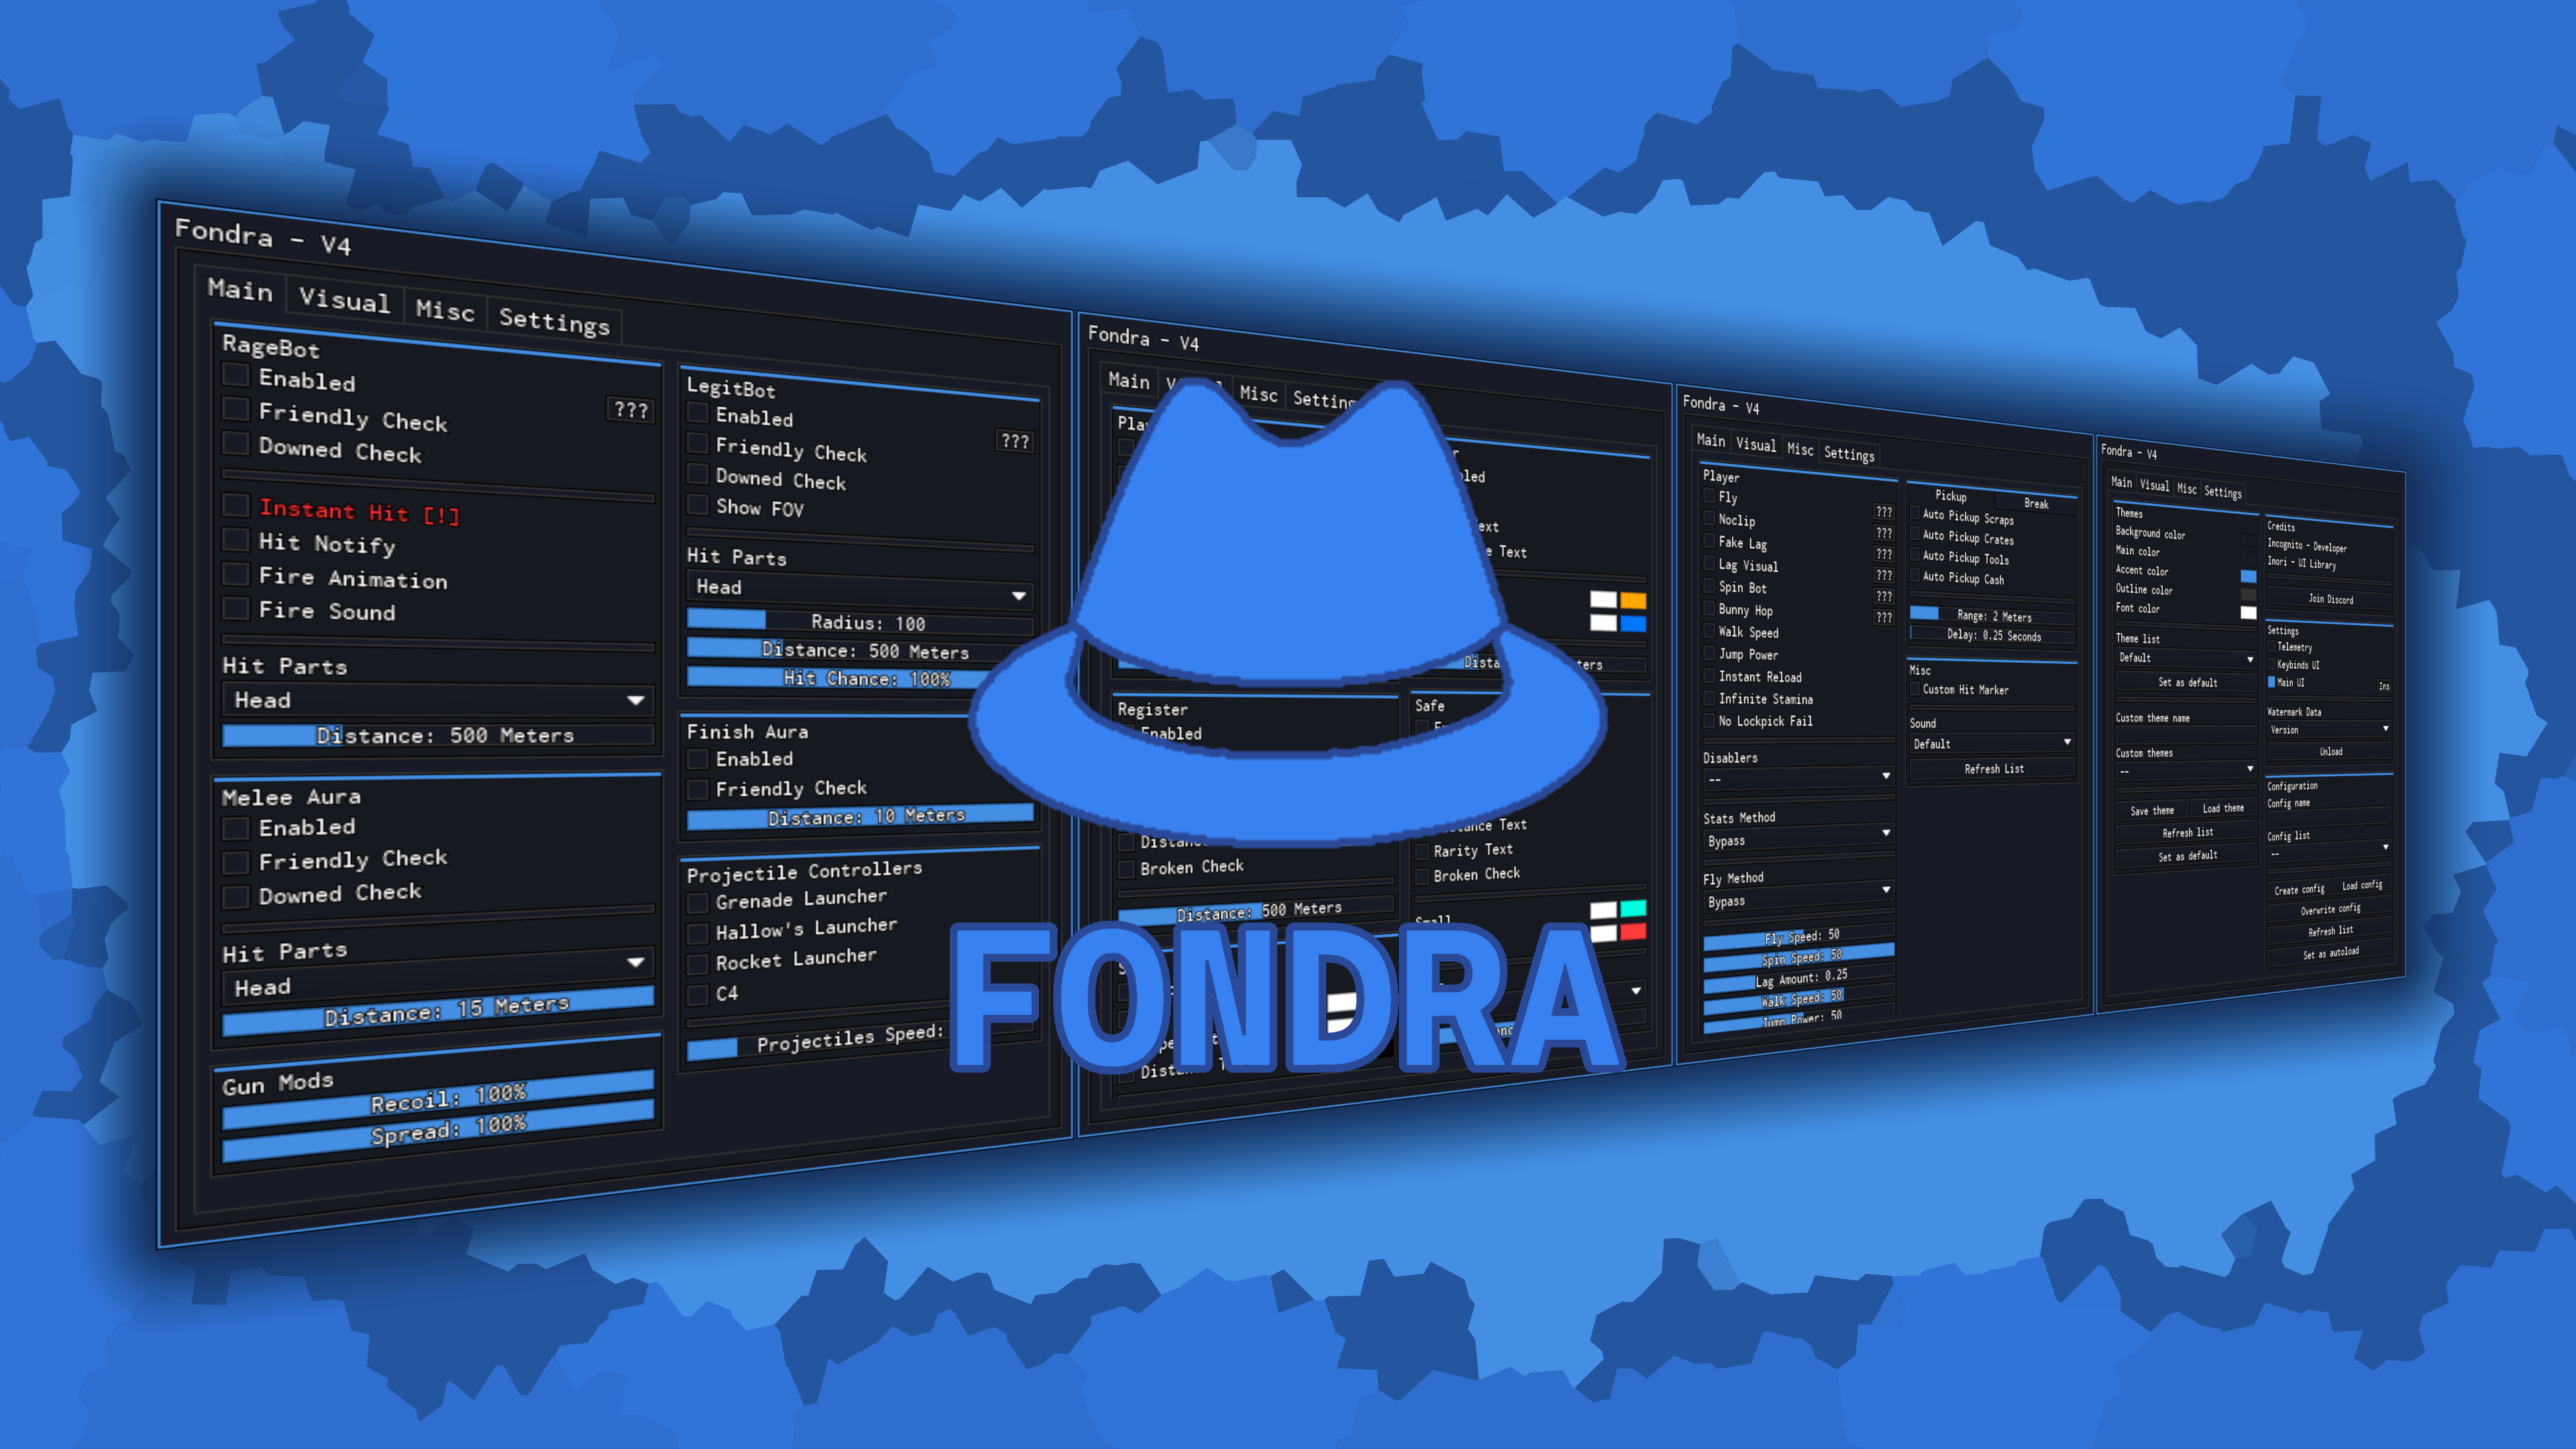 Fondra - V4
Main Visual Misc Settings
RageBot
Enabled
???
Friendly Check
Downed Check
Instant Hit [!]
Hit Notify
Fire Animation
Fire Sound
Hit Parts
Head
Distance: 500 Meters
Melee Aura
Enabled
Friendly Check
Downed Check
Hit Parts
Head
Distance: 15 Meters
Gun Mods
Recoil: 100%
Spread: 100%
LegitBot
Enabled
???
Friendly Check
Downed Check
Show FOV
Hit Parts
Head
Radius: 100
Distance: 500 Meters
Hit Chance: 100%
Finish Aura
Enabled
Friendly Check
Distance: 10 Meters
Projectile Controllers
Grenade Launcher
Hallow's Launcher
Rocket Launcher
C4
Projectiles Speed:
Fondra - V4
Main Misc
Register
Enabled
Broken Check
Distance: 500 Meters
Safe
Rarity Text
Broken Check
FONDRA
Fondra - V4
Main Visual Misc Settings
Player
Fly
???
Noclip
???
Fake Lag
???
Lag Visual
???
Spin Bot
???
Bunny Hop
???
Walk Speed
Jump Power
Instant Reload
Infinite Stamina
No Lockpick Fail
Disablers
--
Stats Method
Bypass
Fly Method
Bypass
Fly Speed: 50
Spin Speed: 50
Lag Amount: 0.25
Walk Speed: 50
Jump Power: 50
Pickup Break
Auto Pickup Scraps
Auto Pickup Crates
Auto Pickup Tools
Auto Pickup Cash
Range: 2 Meters
Delay: 0.25 Seconds
Misc
Custom Hit Marker
Sound
Default
Refresh List
Fondra - V4
Main Visual Misc Settings
Themes
Background color
Main color
Accent color
Outline color
Font color
Theme list
Default
Set as default
Custom theme name
Custom themes
--
Save theme Load theme
Refresh list
Set as default
Credits
Incognito - Developer
Inori - UI Library
Join Discord
Settings
Telemetry
Keybinds UI
Main UI
Ins
Watermark Data
Version
Unload
Configuration
Config name
Config list
--
Create config Load config
Overwrite config
Refresh list
Set as autoload